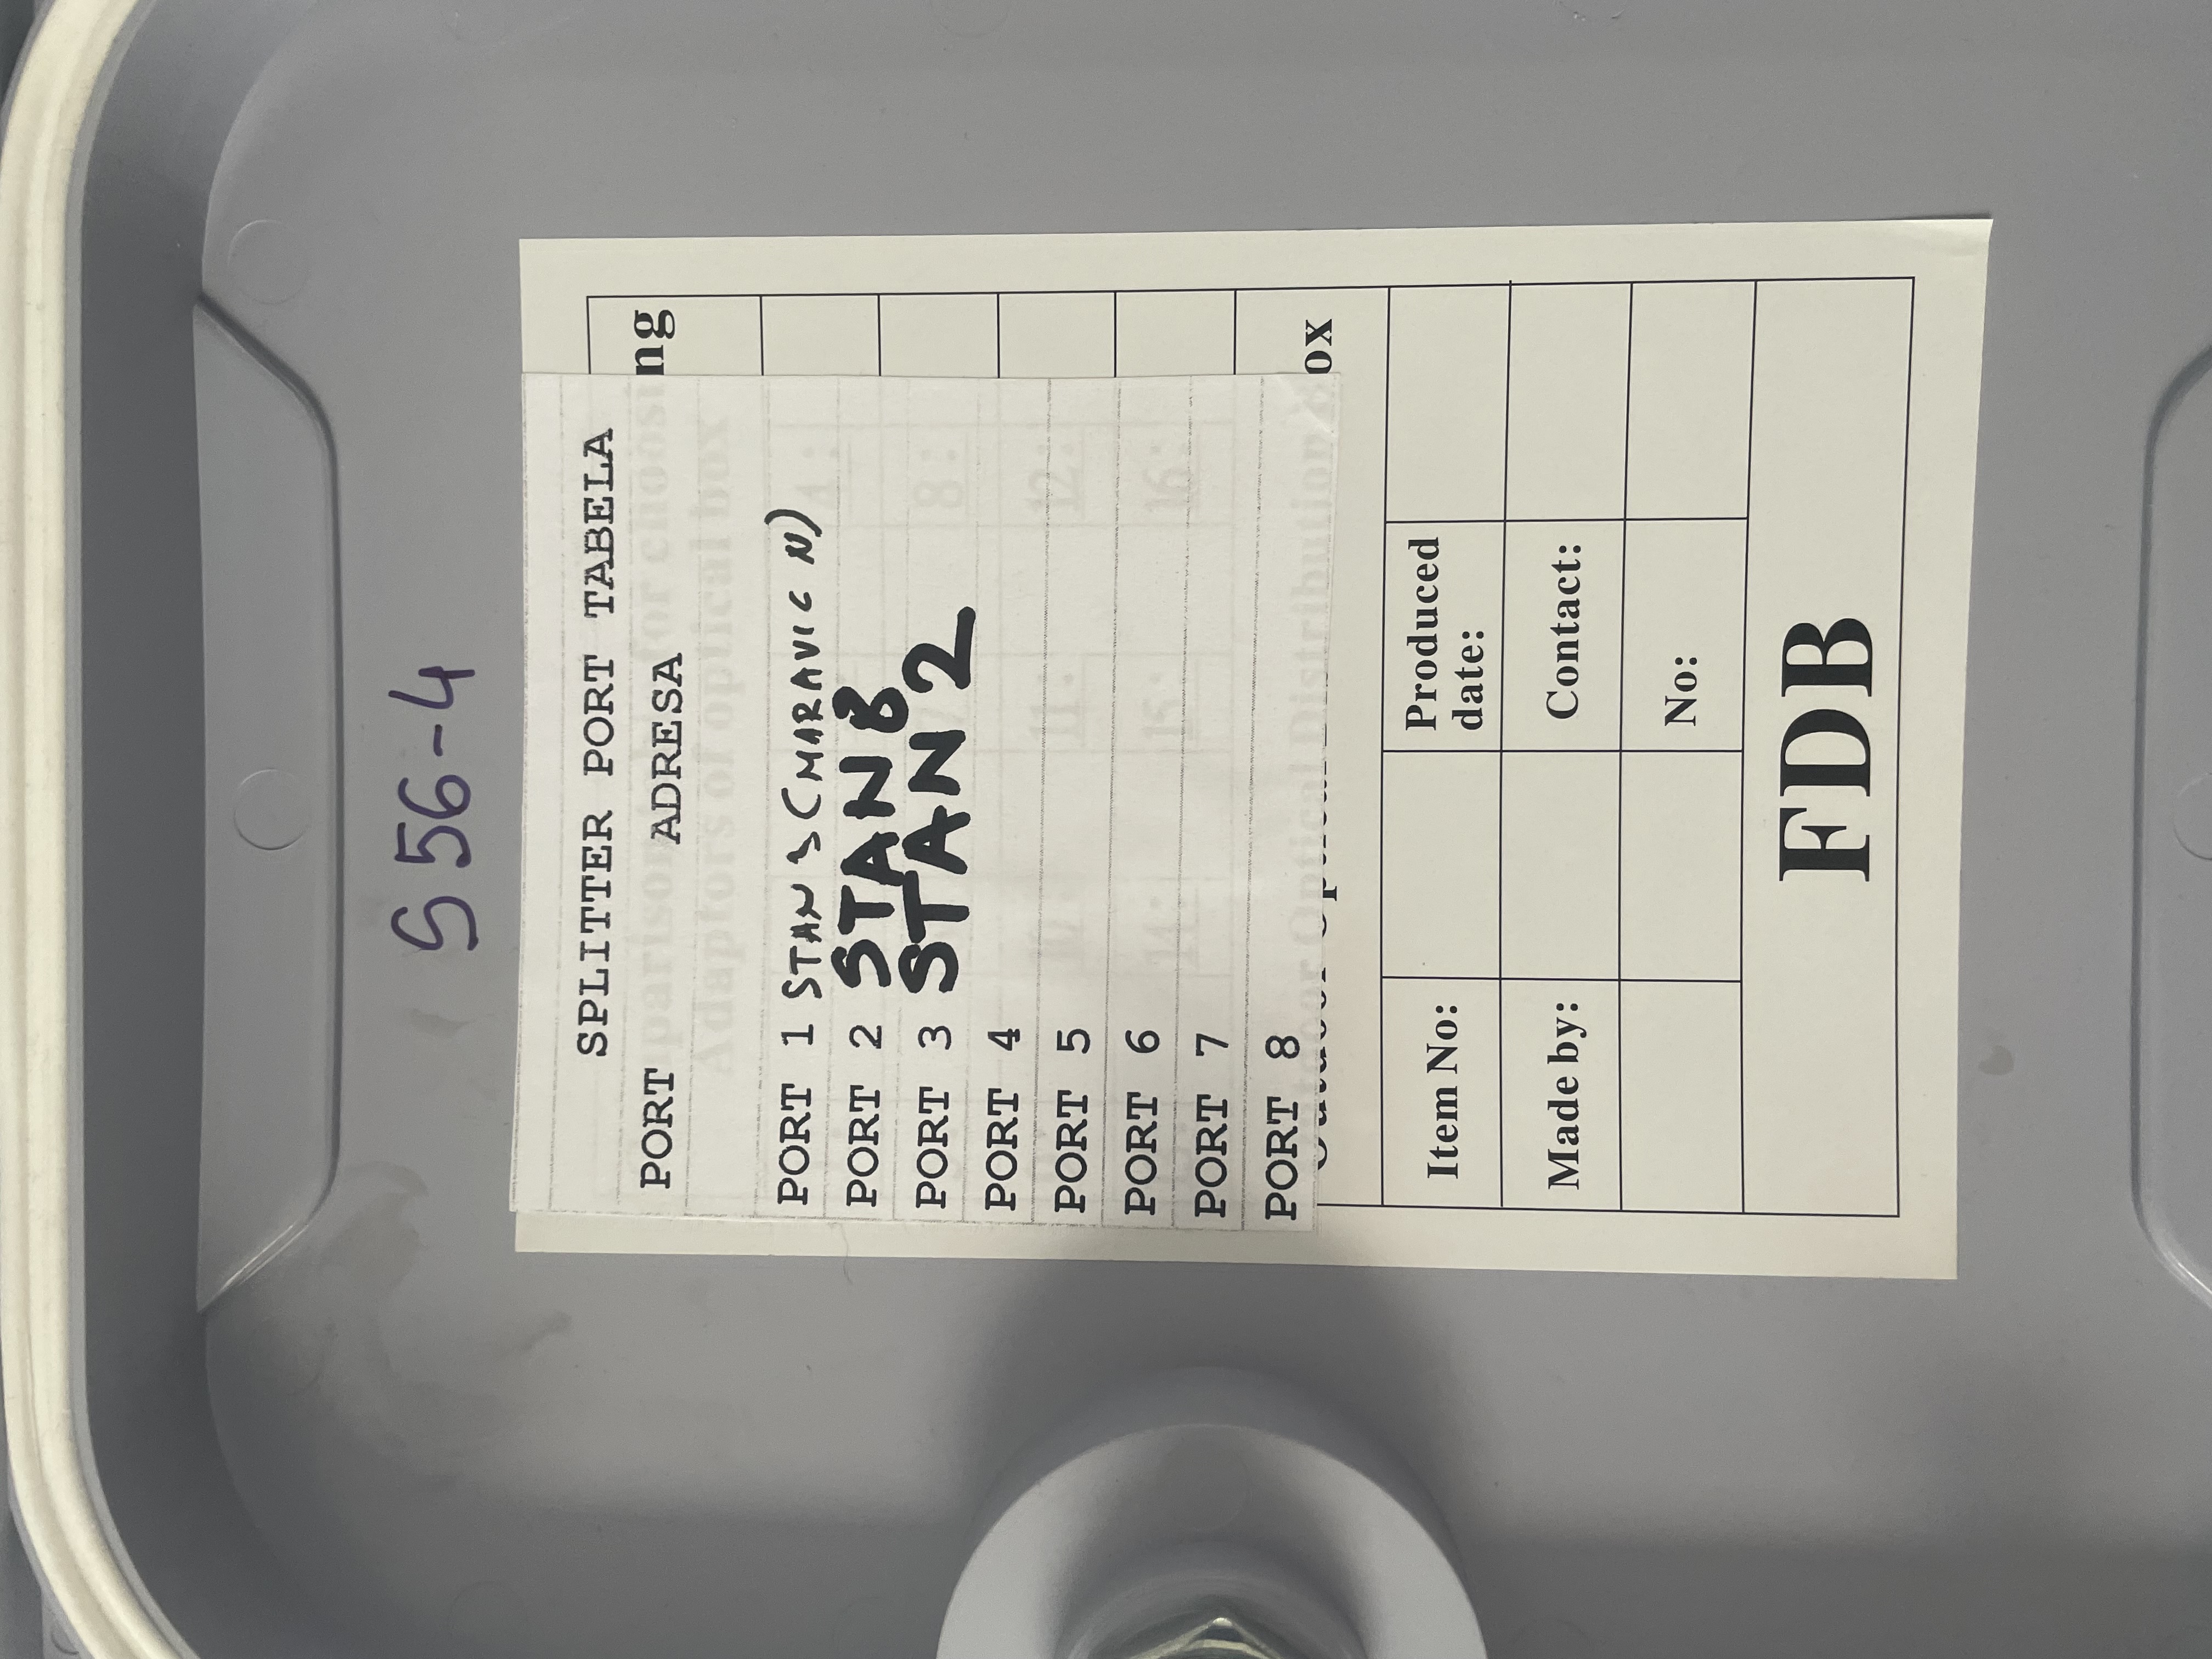 S56-4
SPLITTER PORT TABELA
PORT ADRESA
PORT 1 STAN (MARAVIC N)
PORT 2 STAN 8
PORT 3 STAN 2
PORT 4
PORT 5
PORT 6
PORT 7
PORT 8
ng
ox
Item No: Produced date:
Made by: Contact:
No:
FDB